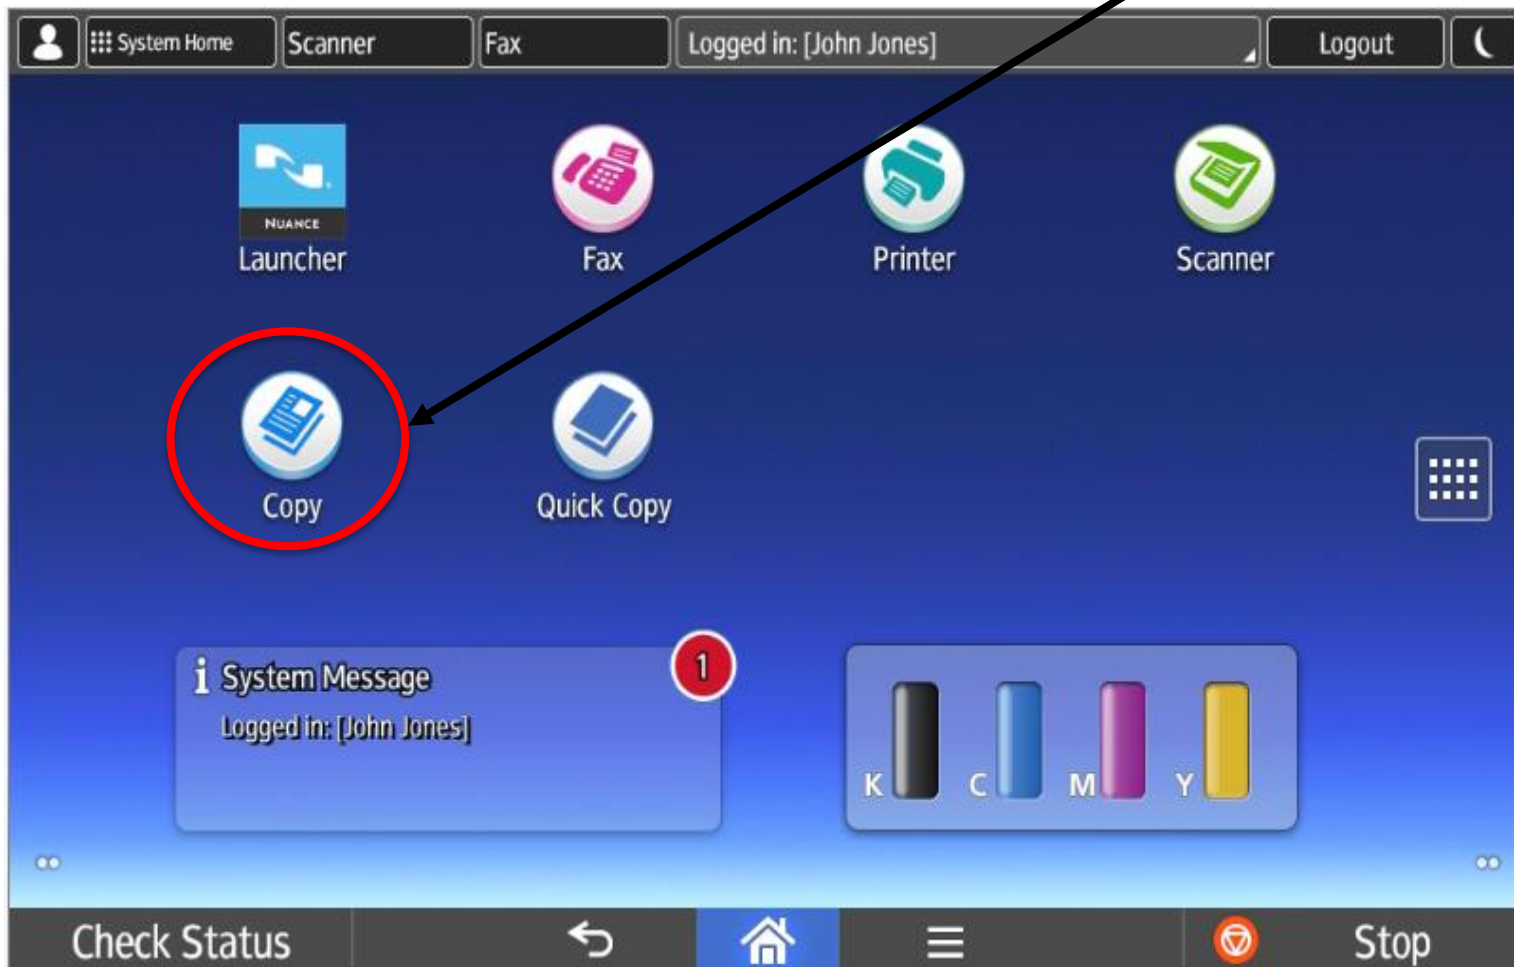 System Home Scanner Fax Logged in: [John Jones] Logout
NUANCE
Launcher Fax Printer Scanner
Copy Quick Copy
i System Message 1
Logged in: [John Jones]
K C M Y
Check Status Stop